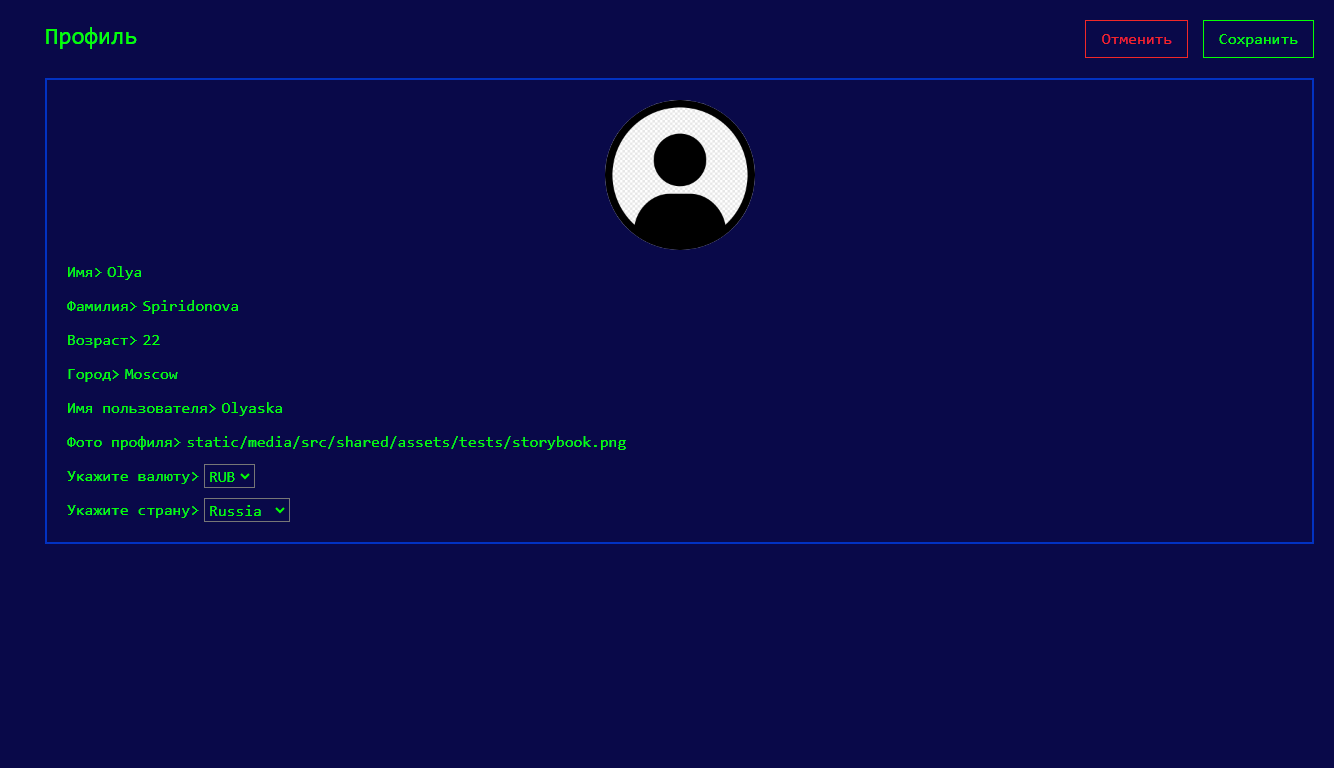 Профиль
Отменить
Сохранить
Имя> Olya
Фамилия> Spiridonova
Возраст> 22
Город> Moscow
Имя пользователя> Olyaska
Фото профиля> static/media/src/shared/assets/tests/storybook.png
Укажите валюту> RUB
Укажите страну> Russia